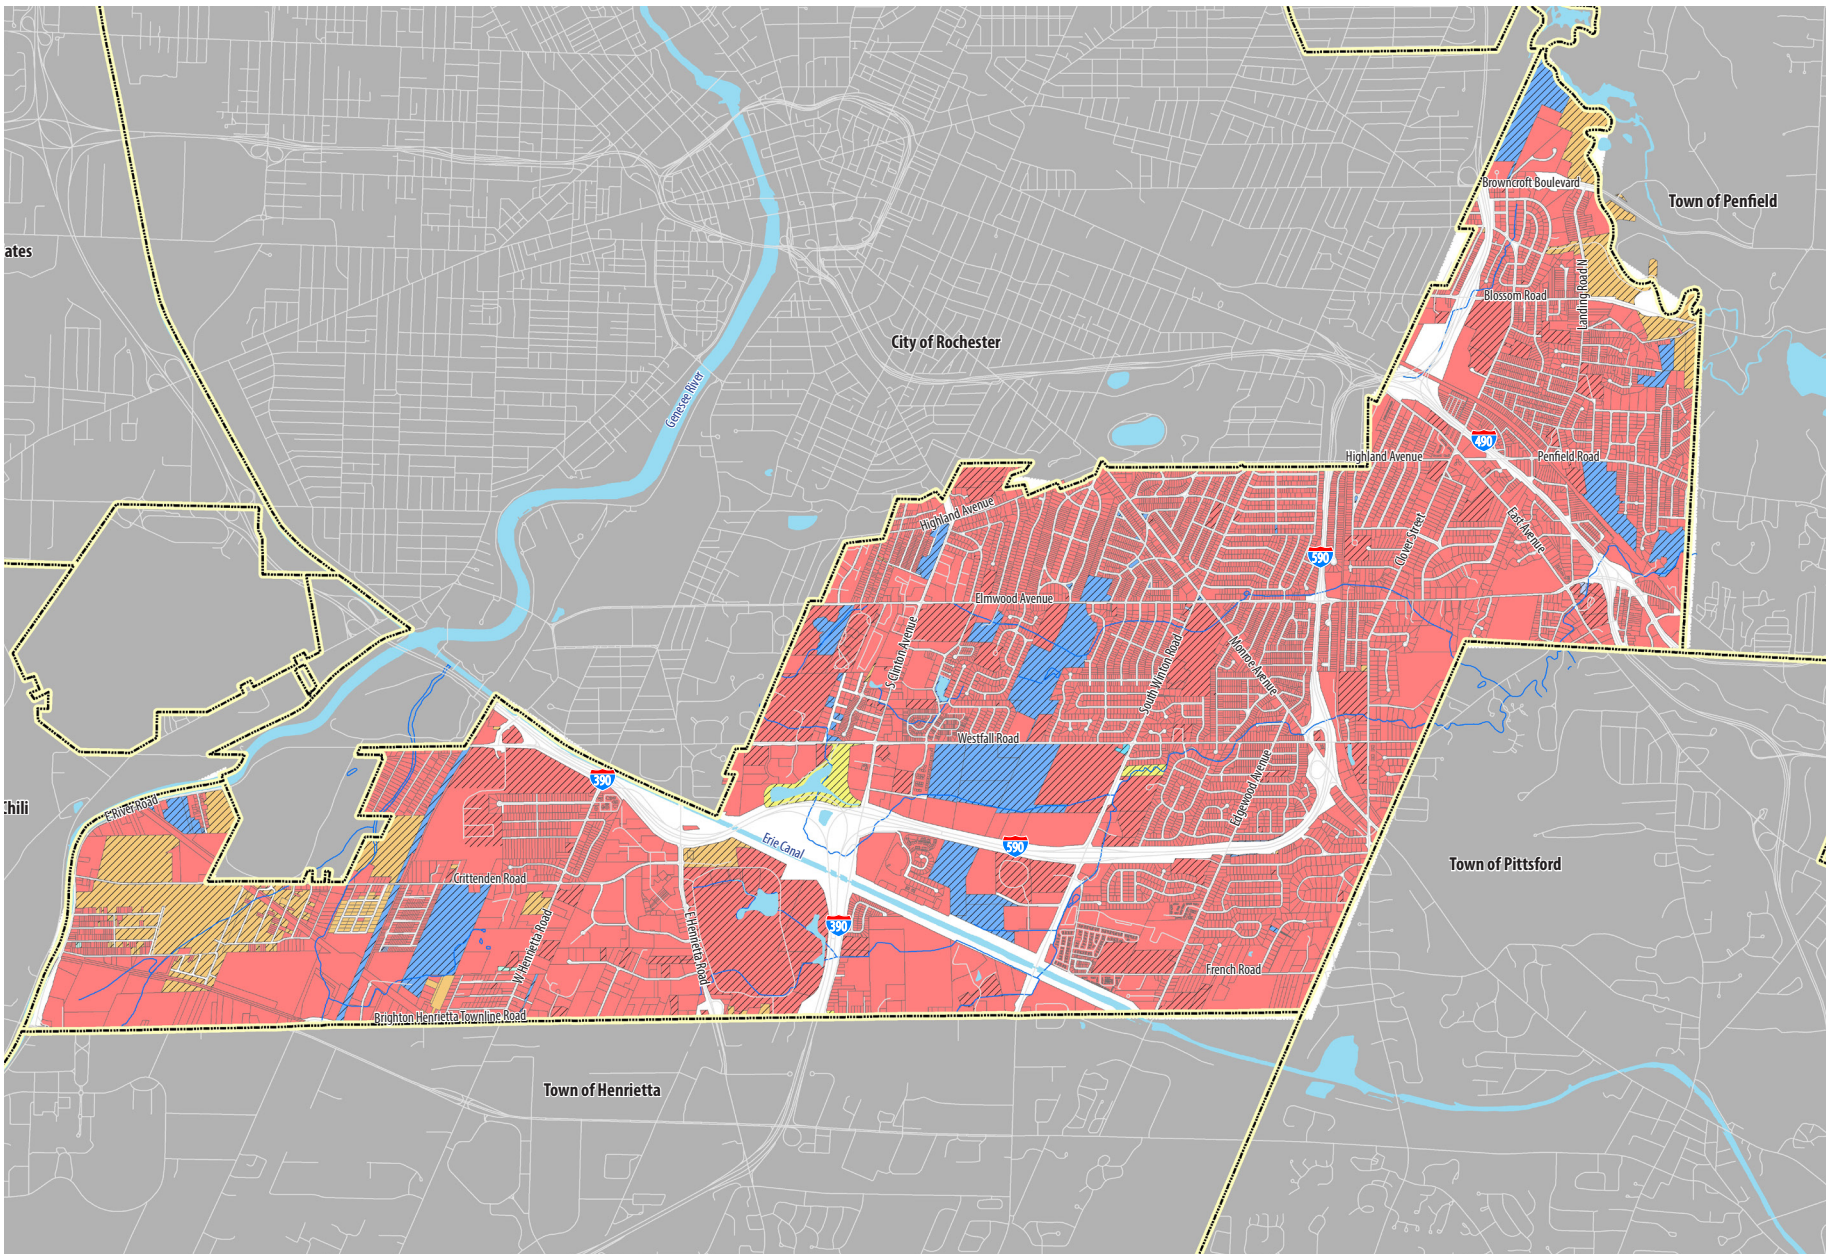 Browncroft Boulevard
Town of Penfield
ates
Landing Road N
Blossom Road
City of Rochester
Genesee River
490
Highland Avenue
Penfield Road
Highland Avenue
East Avenue
Clover Street
590
Elmwood Avenue
S Clinton Avenue
South Winton Road
Monroe Avenue
Westfall Road
390
Edgewood Avenue
E River Road
Chili
Erie Canal
590
Town of Pittsford
Crittenden Road
390
W Henrietta Road
E Henrietta Road
French Road
Brighton Henrietta Townline Road
Town of Henrietta